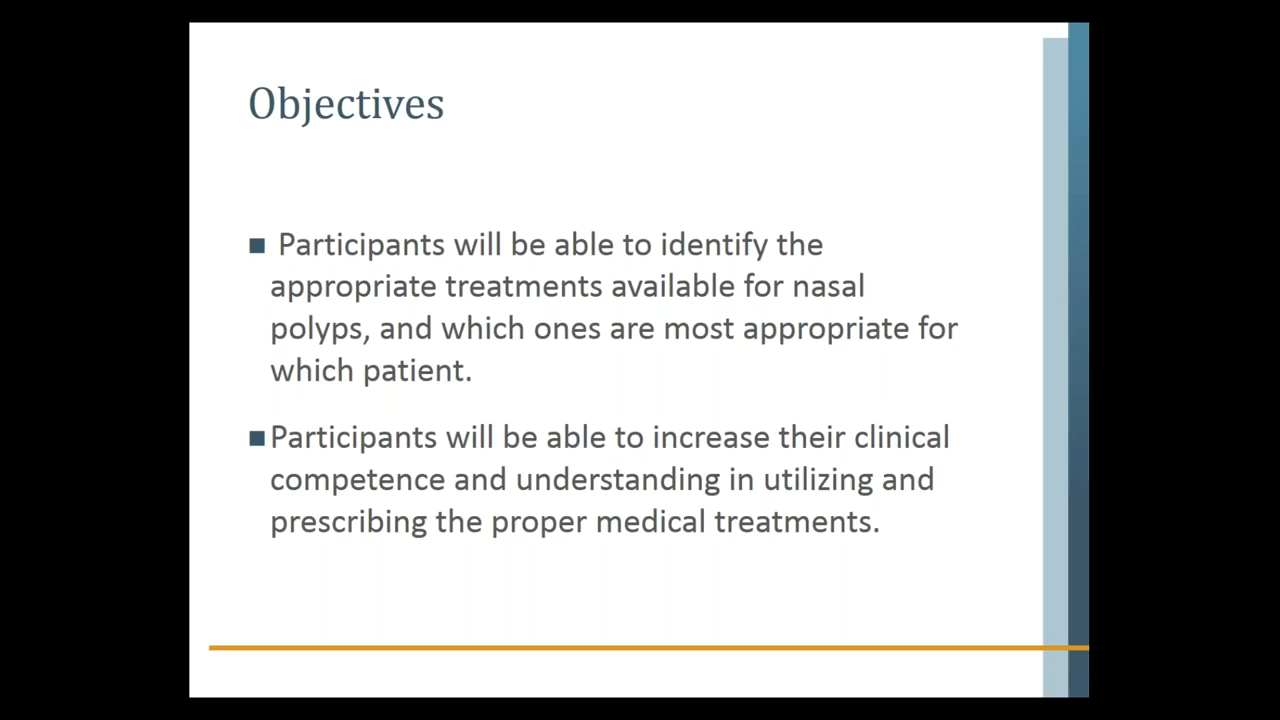 Objectives
■ Participants will be able to identify the
appropriate treatments available for nasal
polyps, and which ones are most appropriate for
which patient.
■ Participants will be able to increase their clinical
competence and understanding in utilizing and
prescribing the proper medical treatments.